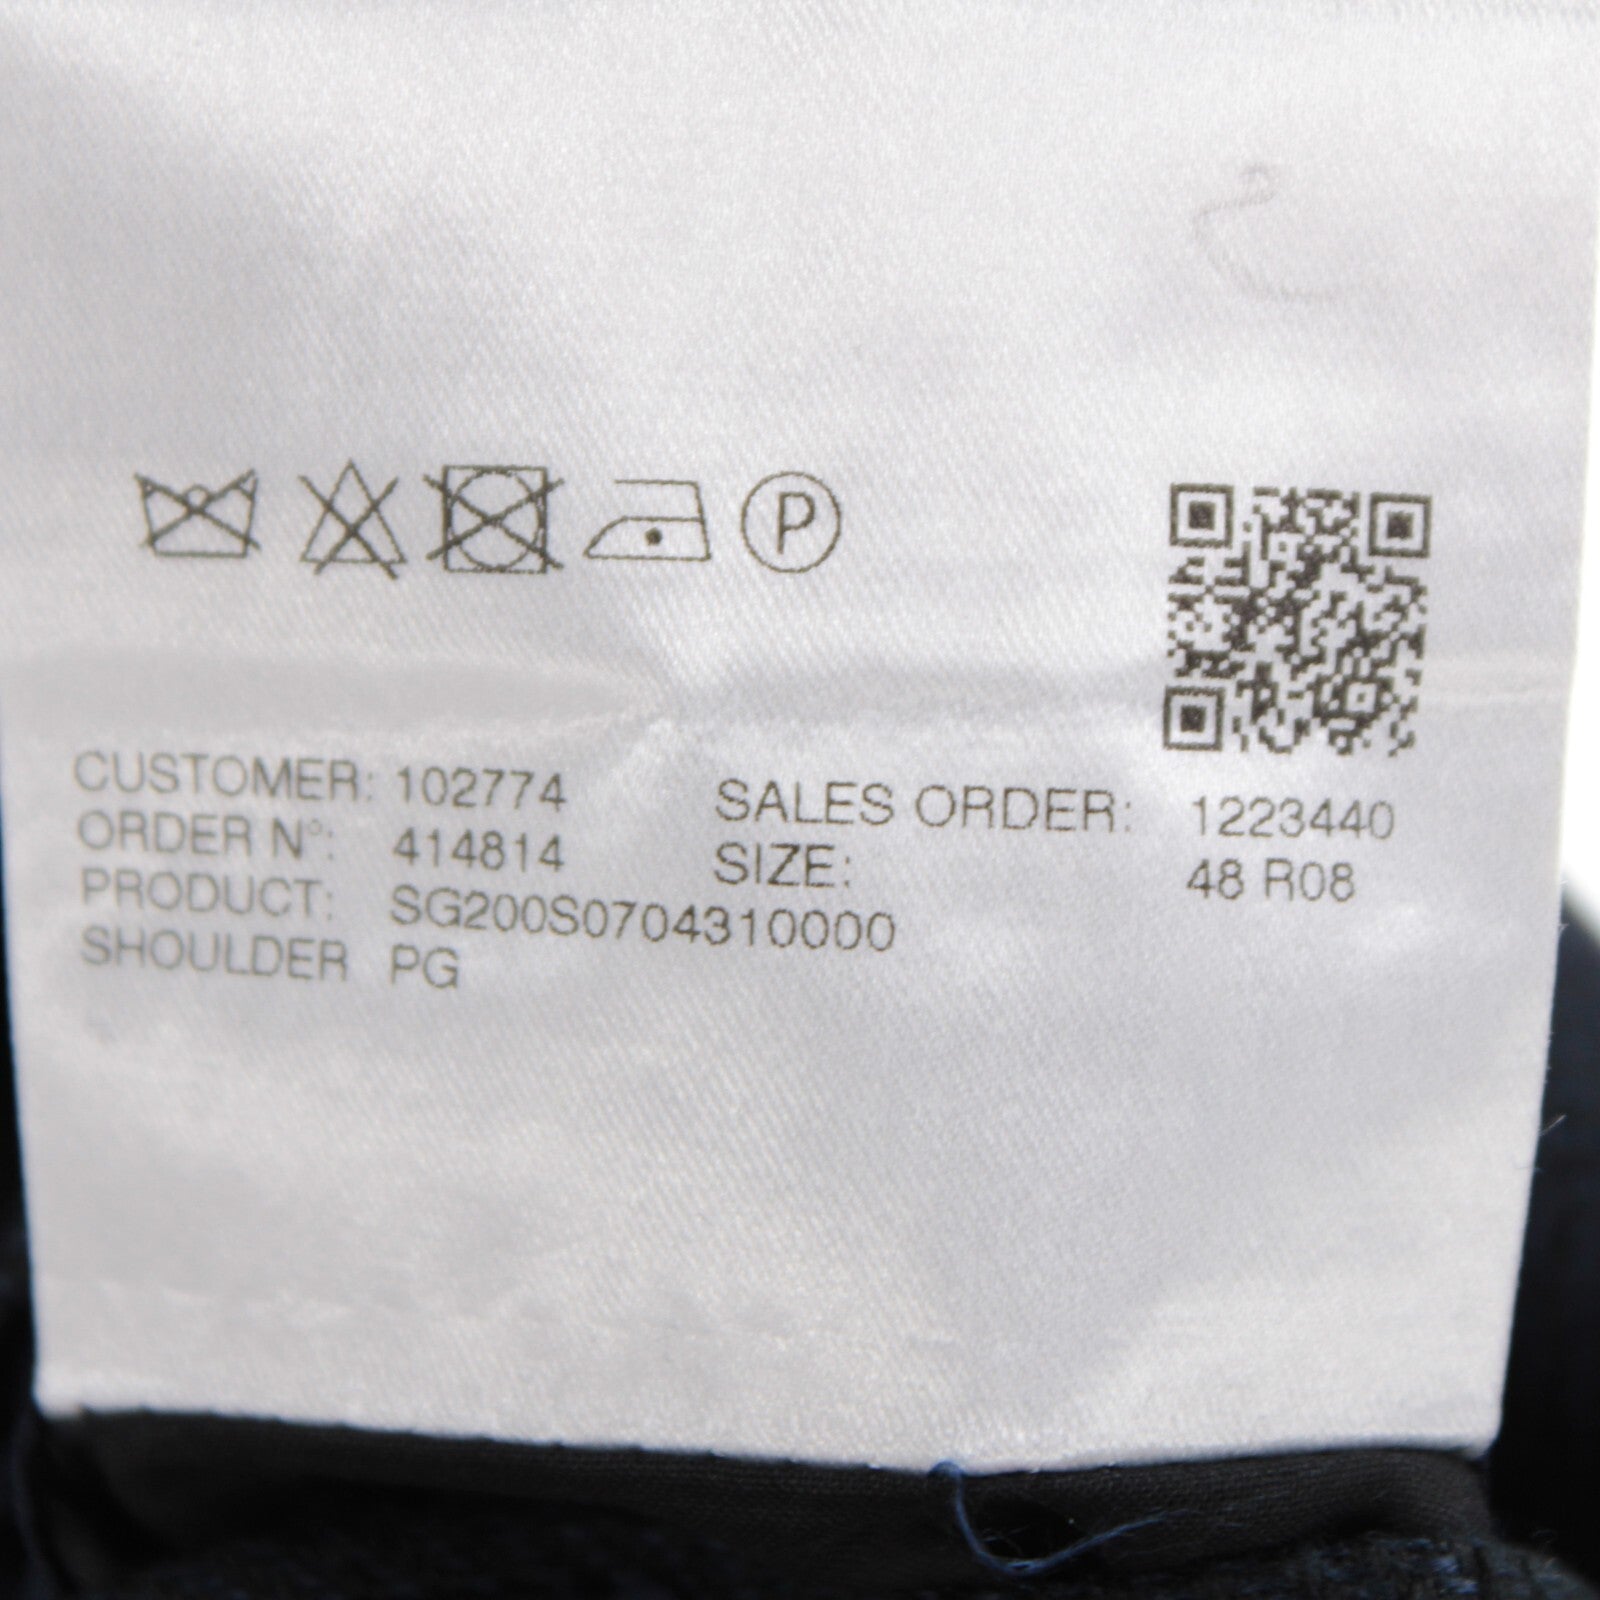 P
CUSTOMER: 102774 SALES ORDER: 1223440
ORDER N°: 414814 SIZE: 48 R08
PRODUCT: SG200S0704310000
SHOULDER PG